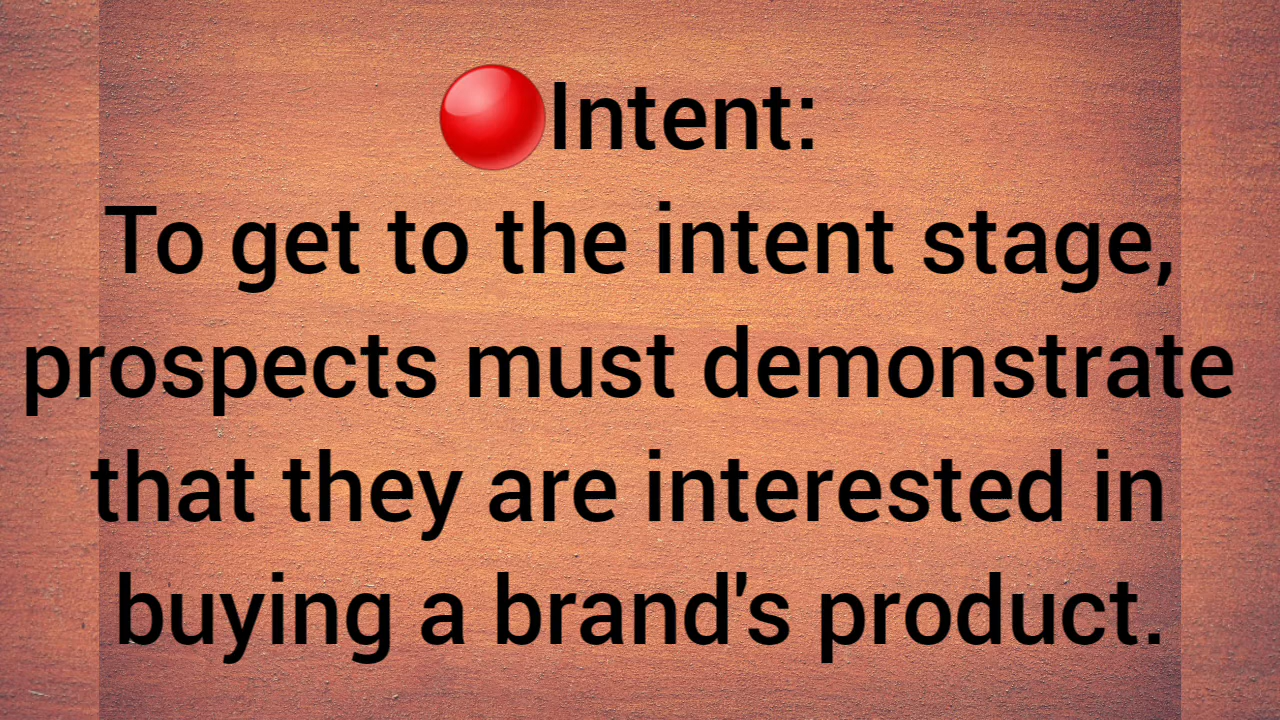 🔴Intent:
To get to the intent stage,
prospects must demonstrate
that they are interested in
buying a brand's product.